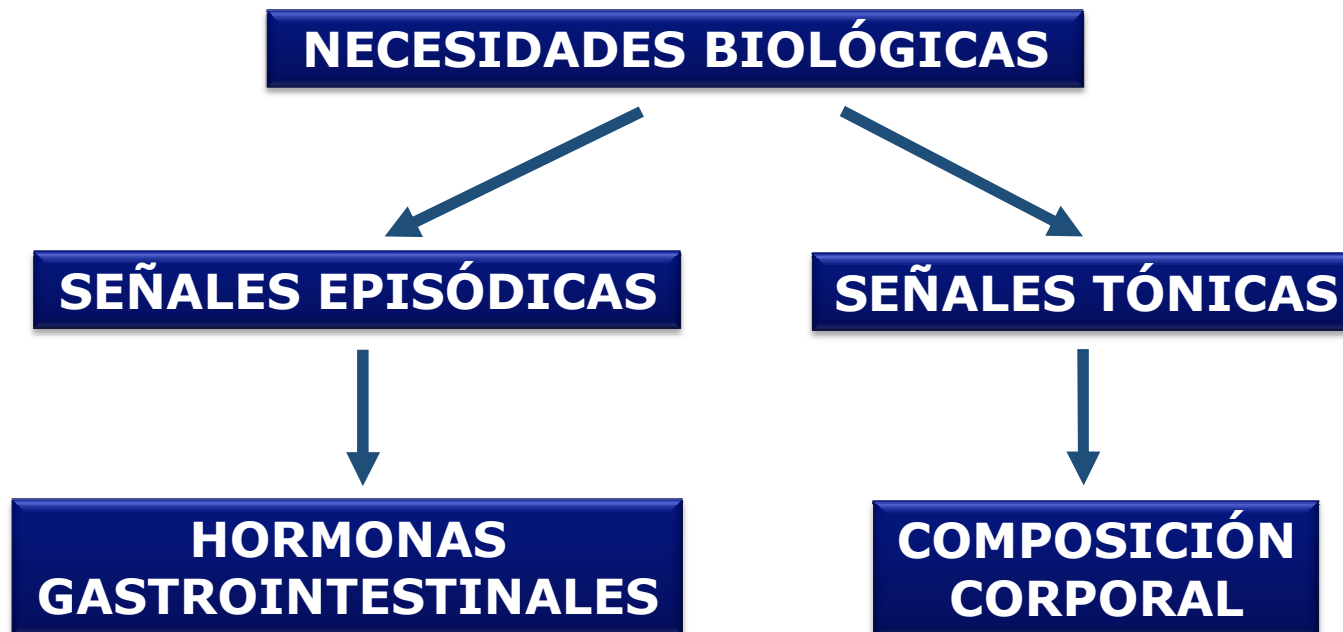 NECESIDADES BIOLÓGICAS
SEÑALES EPISÓDICAS
SEÑALES TÓNICAS
HORMONAS
GASTROINTESTINALES
COMPOSICIÓN
CORPORAL